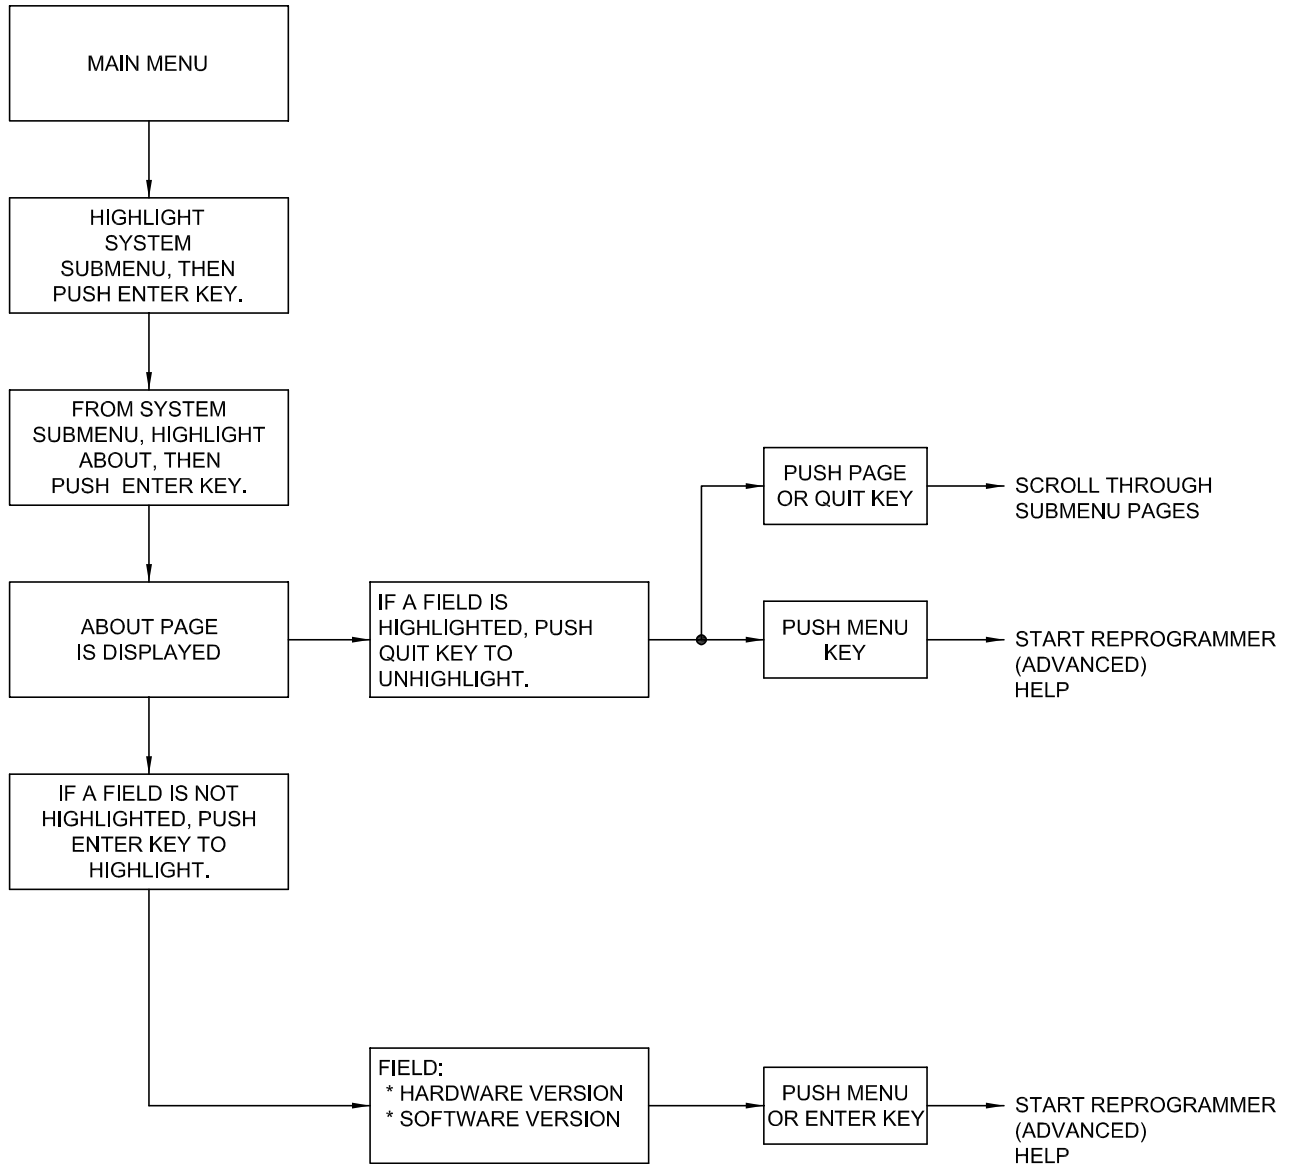 MAIN MENU
HIGHLIGHT
SYSTEM
SUBMENU, THEN
PUSH ENTER KEY.
FROM SYSTEM
SUBMENU, HIGHLIGHT
ABOUT, THEN
PUSH ENTER KEY.
ABOUT PAGE
IS DISPLAYED
IF A FIELD IS
HIGHLIGHTED, PUSH
QUIT KEY TO
UNHIGHLIGHT.
PUSH PAGE
OR QUIT KEY
SCROLL THROUGH
SUBMENU PAGES
PUSH MENU
KEY
START REPROGRAMMER
(ADVANCED)
HELP
IF A FIELD IS NOT
HIGHLIGHTED, PUSH
ENTER KEY TO
HIGHLIGHT.
FIELD:
* HARDWARE VERSION
* SOFTWARE VERSION
PUSH MENU
OR ENTER KEY
START REPROGRAMMER
(ADVANCED)
HELP